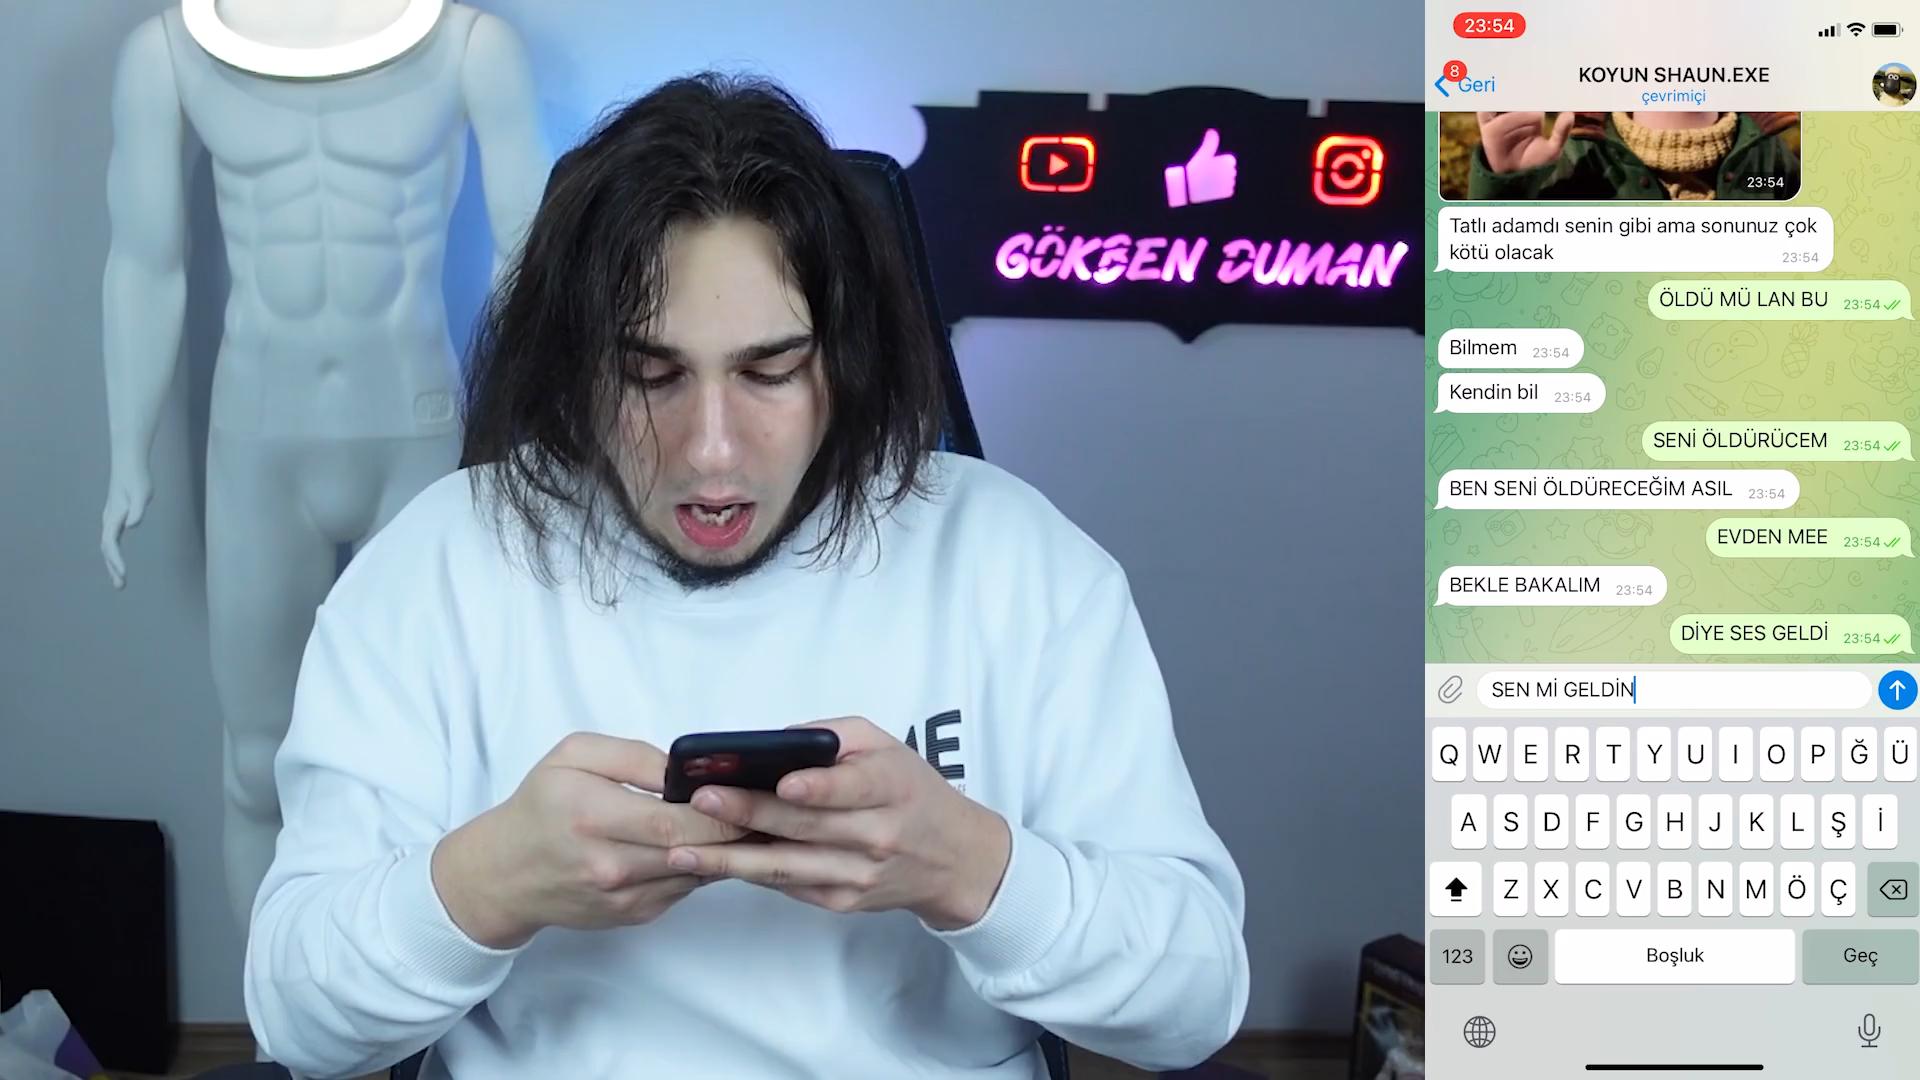 GÖKBEN DUMAN
ME
23:54
8
Geri
KOYUN SHAUN.EXE
çevrimiçi
23:54
Tatlı adamdı senin gibi ama sonunuz çok
kötü olacak
23:54
ÖLDÜ MÜ LAN BU 23:54
Bilmem 23:54
Kendin bil 23:54
SENİ ÖLDÜRÜCEM 23:54
BEN SENİ ÖLDÜRECEĞİM ASIL 23:54
EVDEN MEE 23:54
BEKLE BAKALIM 23:54
DİYE SES GELDİ 23:54
SEN Mİ GELDİN
Q W E R T Y U I O P Ğ Ü
A S D F G H J K L Ş İ
Z X C V B N M Ö Ç
123 Boşluk Geç